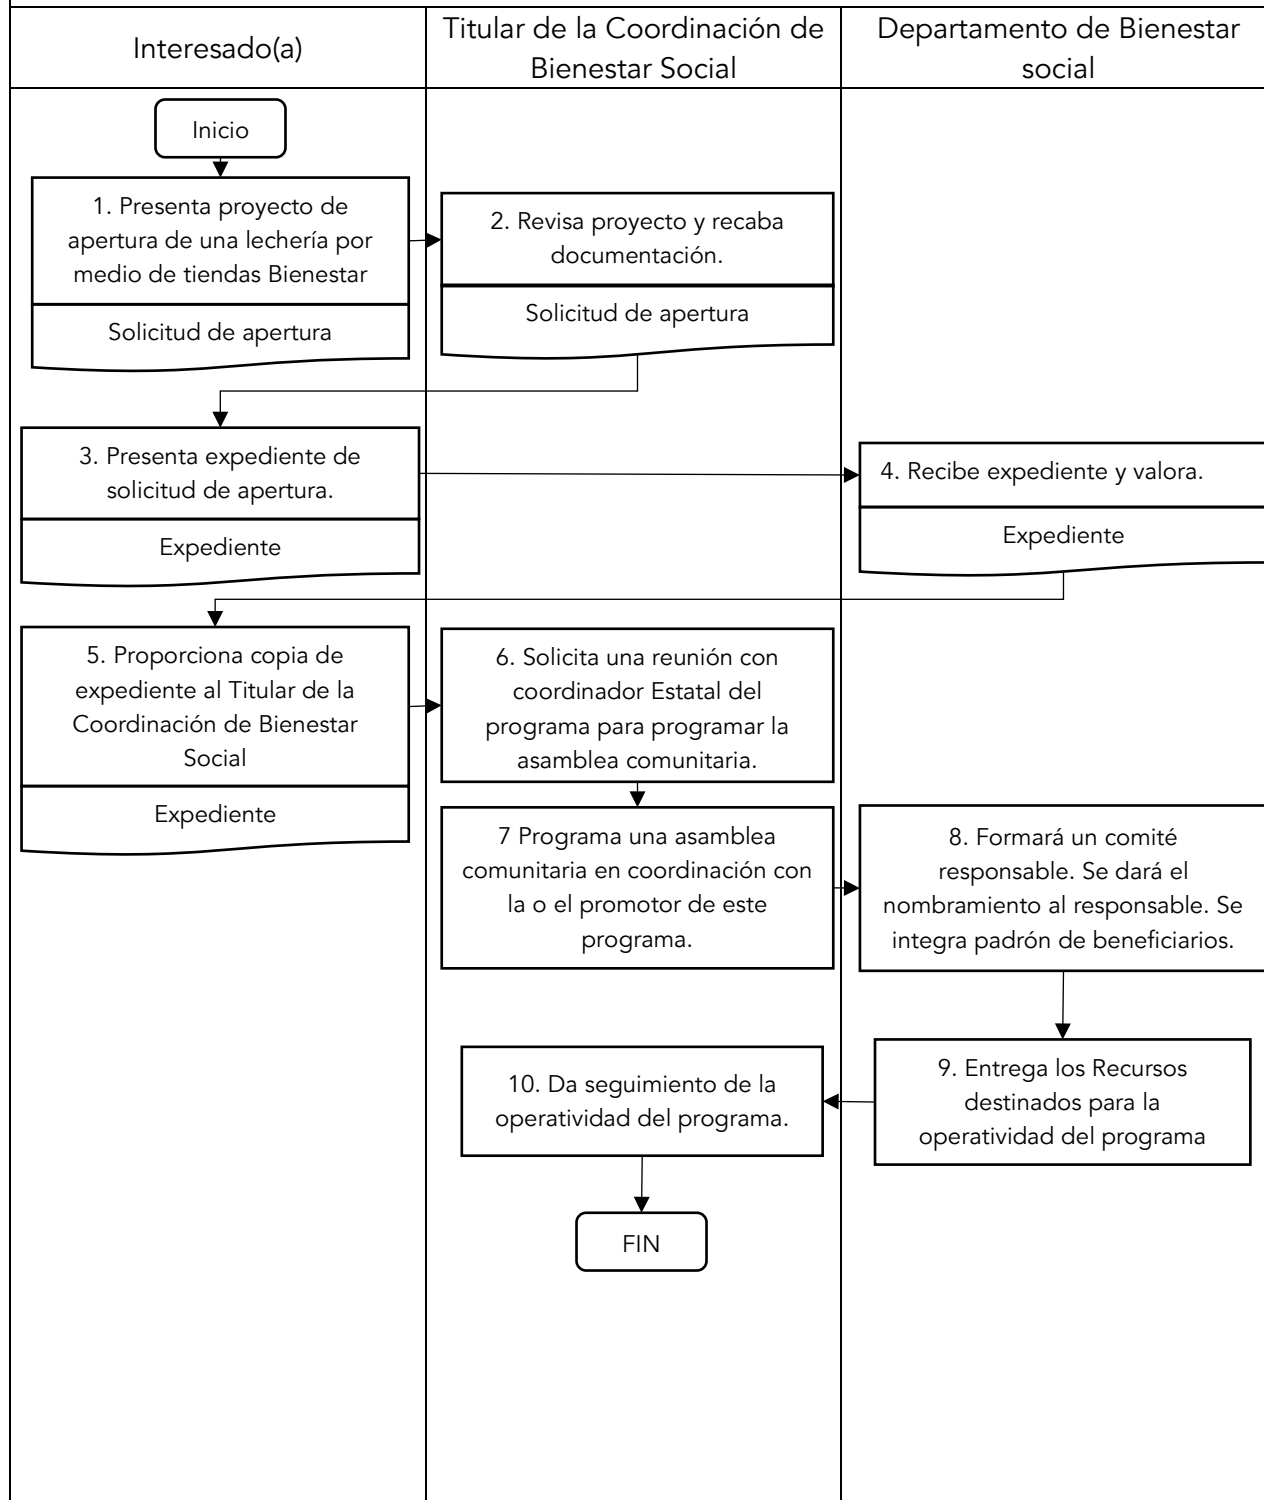 Interesado(a)
Titular de la Coordinación de
Bienestar Social
Departamento de Bienestar
social
Inicio
1. Presenta proyecto de
apertura de una lechería por
medio de tiendas Bienestar
Solicitud de apertura
2. Revisa proyecto y recaba
documentación.
Solicitud de apertura
3. Presenta expediente de
solicitud de apertura.
Expediente
4. Recibe expediente y valora.
Expediente
5. Proporciona copia de
expediente al Titular de la
Coordinación de Bienestar
Social
Expediente
6. Solicita una reunión con
coordinador Estatal del
programa para programar la
asamblea comunitaria.
7 Programa una asamblea
comunitaria en coordinación con
la o el promotor de este
programa.
8. Formará un comité
responsable. Se dará el
nombramiento al responsable. Se
integra padrón de beneficiarios.
9. Entrega los Recursos
destinados para la
operatividad del programa
10. Da seguimiento de la
operatividad del programa.
FIN